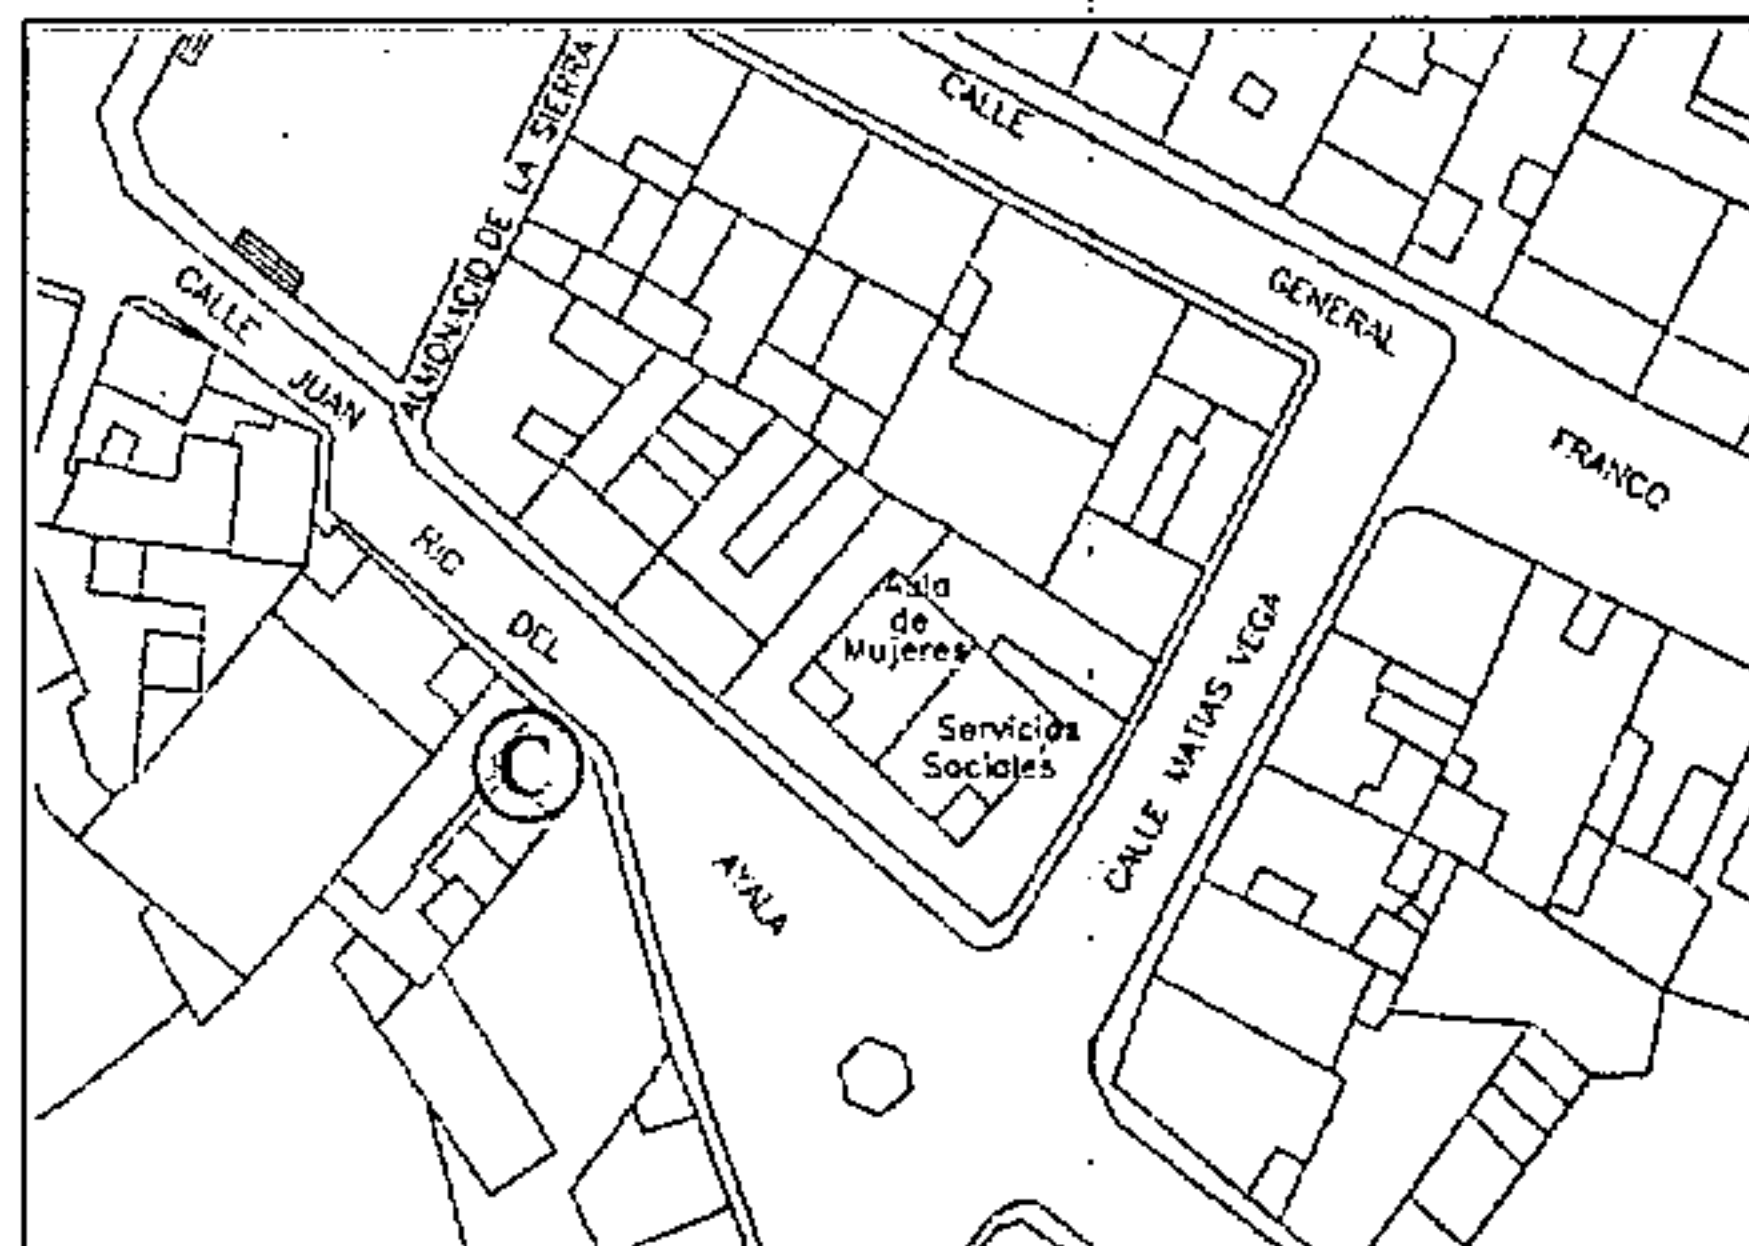 CALLE
GENERAL
FRANCO
ALMONACID DE LA SIERRA
CALLE
JUAN
RIO
DEL
AYALA
Aula
de
Mujeres
Servicios
Sociales
CALLE MATIAS VEGA
C